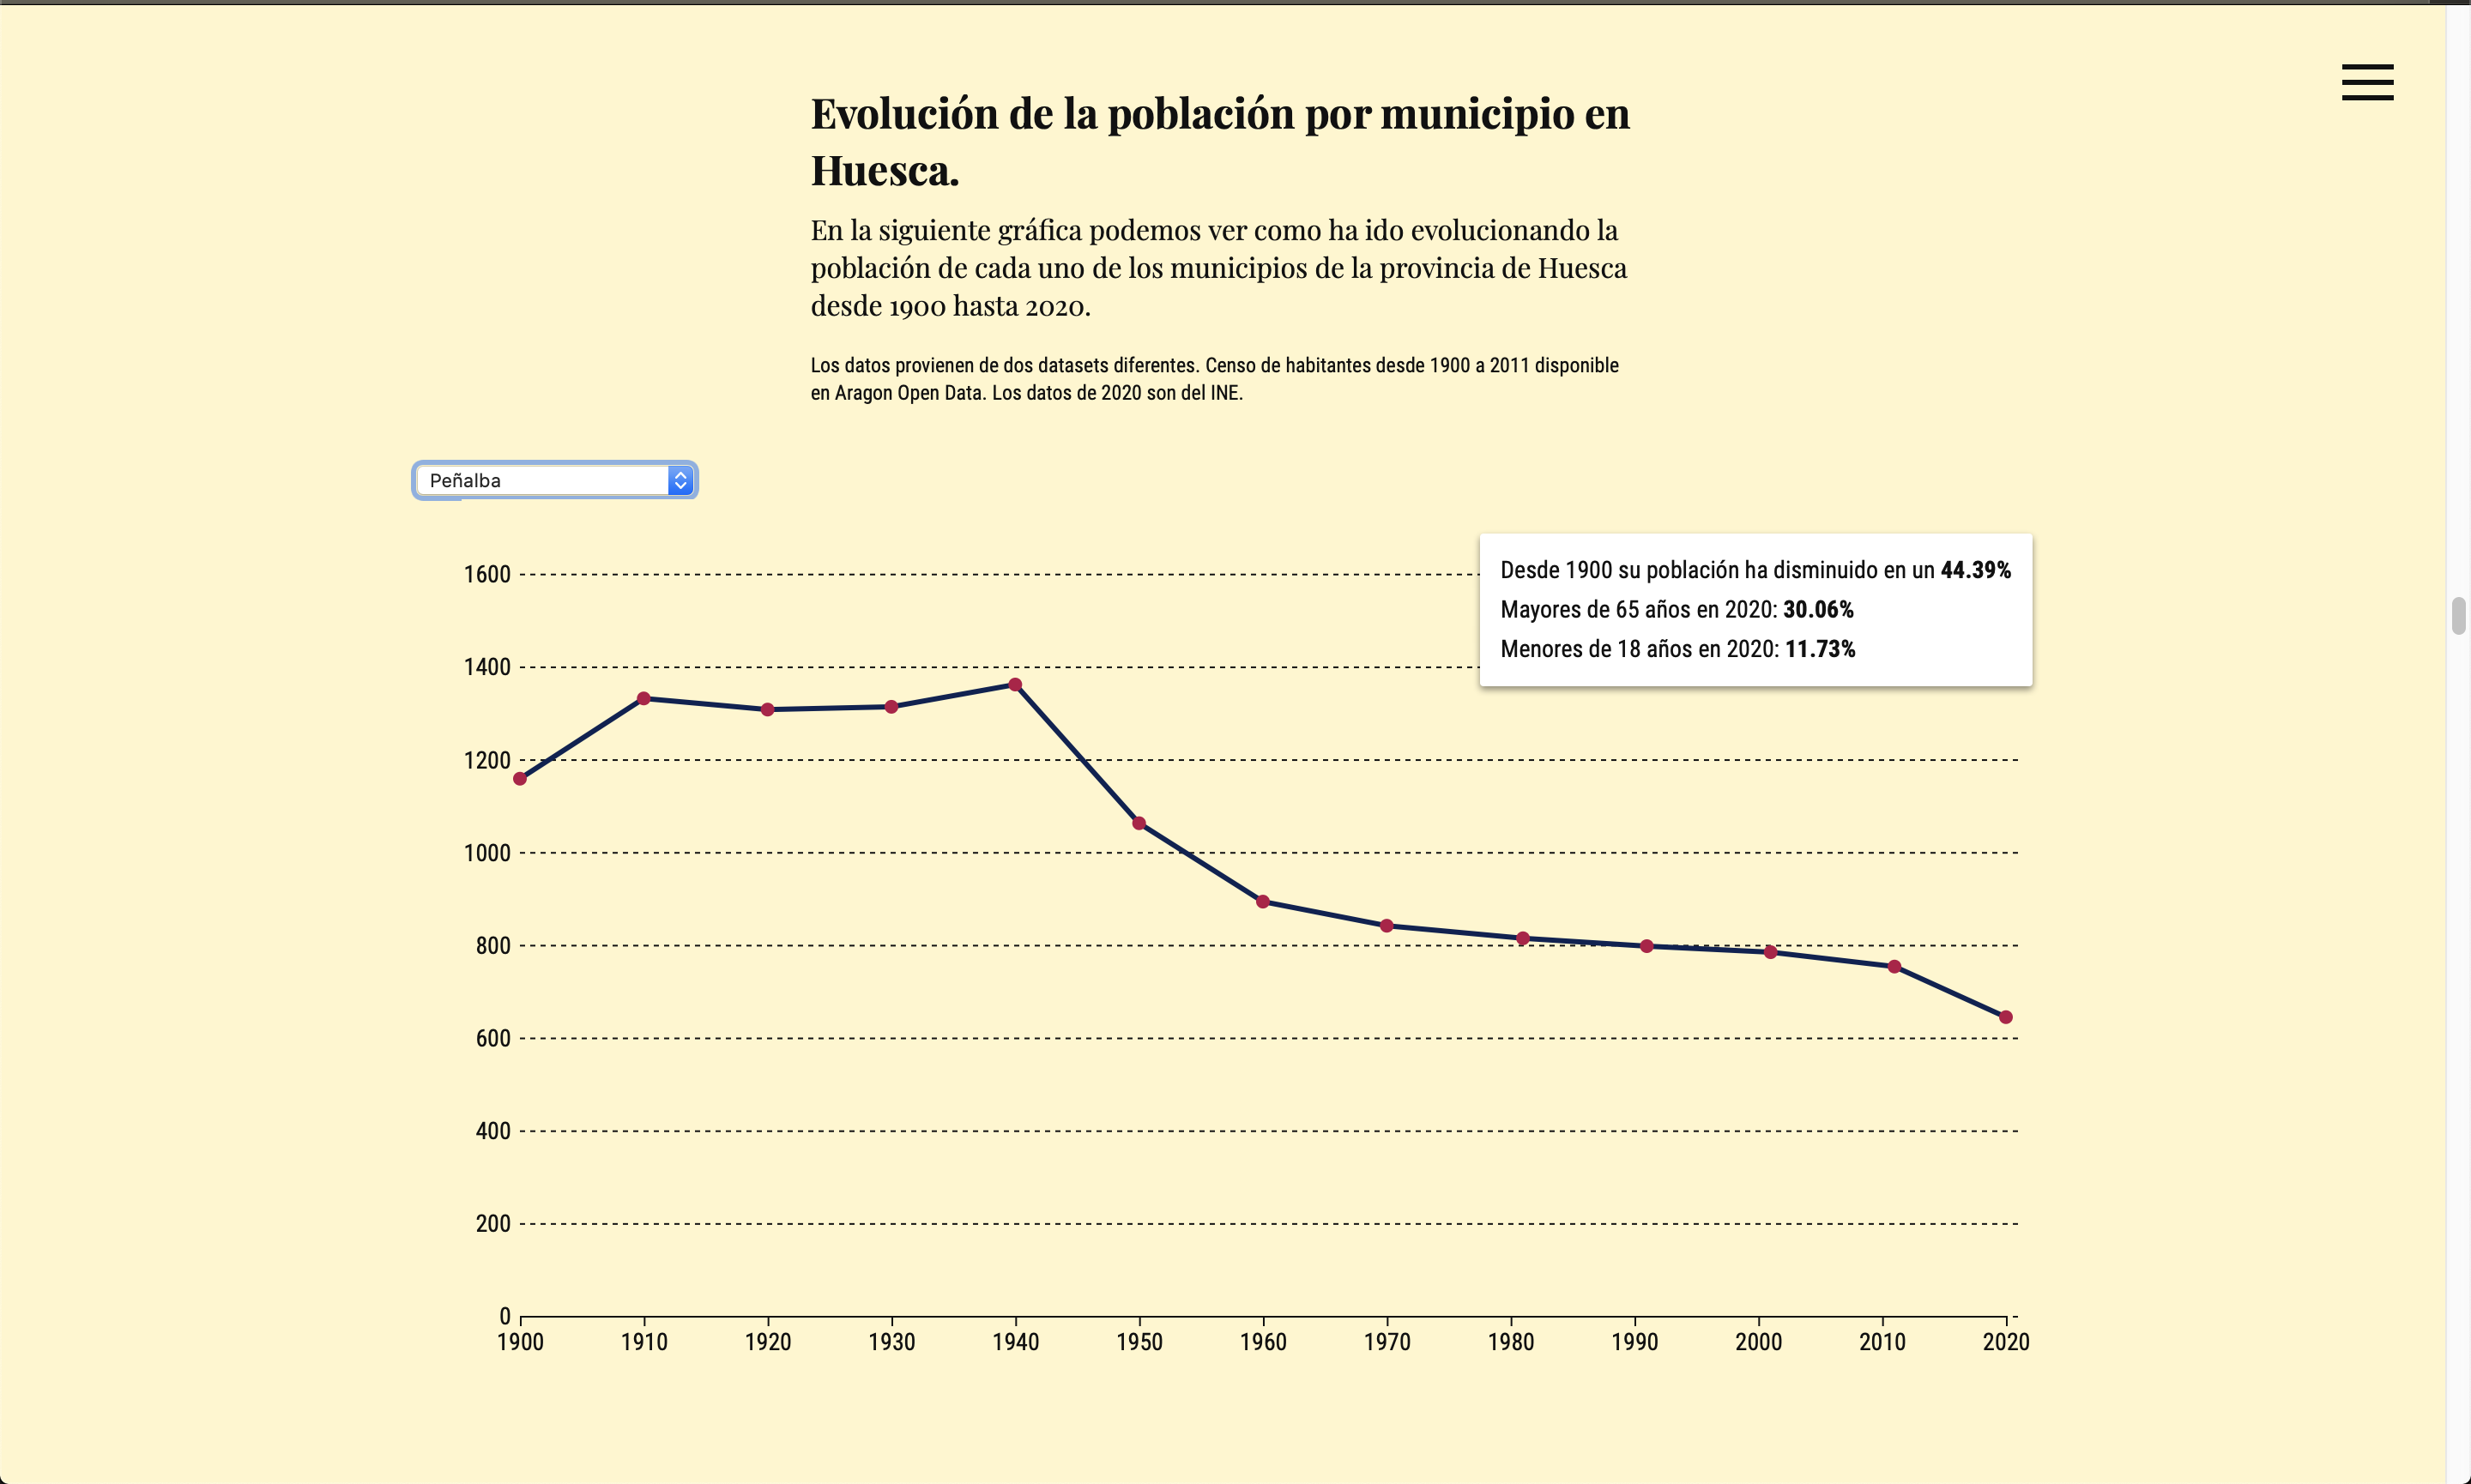 Evolución de la población por municipio en
Huesca.
En la siguiente gráfica podemos ver como ha ido evolucionando la
población de cada uno de los municipios de la provincia de Huesca
desde 1900 hasta 2020.
Los datos provienen de dos datasets diferentes. Censo de habitantes desde 1900 a 2011 disponible
en Aragon Open Data. Los datos de 2020 son del INE.
Peñalba
Desde 1900 su población ha disminuido en un 44.39%
Mayores de 65 años en 2020: 30.06%
Menores de 18 años en 2020: 11.73%
1600
1400
1200
1000
800
600
400
200
0
1900 1910 1920 1930 1940 1950 1960 1970 1980 1990 2000 2010 2020